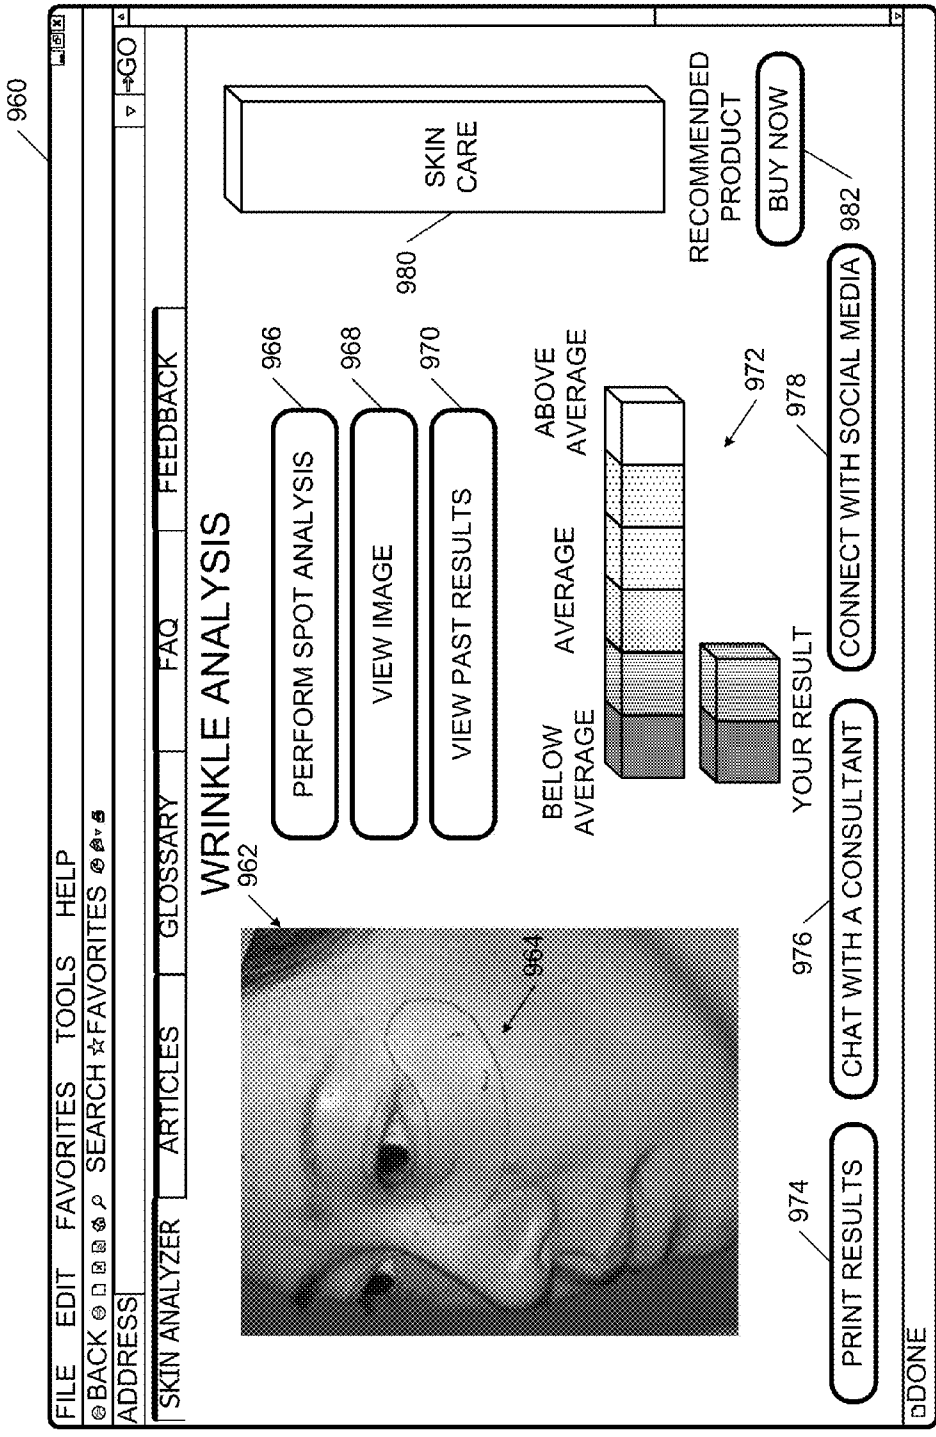 960
FILE EDIT FAVORITES TOOLS HELP
BACK SEARCH FAVORITES
ADDRESS GO
SKIN ANALYZER ARTICLES GLOSSARY FAQ FEEDBACK
WRINKLE ANALYSIS
962
964
PERFORM SPOT ANALYSIS
966
VIEW IMAGE
968
VIEW PAST RESULTS
970
BELOW
AVERAGE
AVERAGE
ABOVE
AVERAGE
972
YOUR RESULT
SKIN
CARE
980
RECOMMENDED
PRODUCT
BUY NOW
982
974
976
978
PRINT RESULTS
CHAT WITH A CONSULTANT
CONNECT WITH SOCIAL MEDIA
DONE